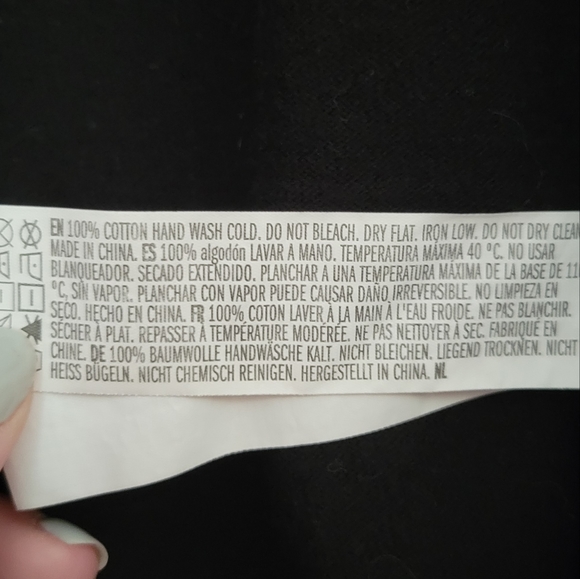 EN 100% COTTON HAND WASH COLD. DO NOT BLEACH. DRY FLAT. IRON LOW. DO NOT DRY CLEAN
MADE IN CHINA. ES 100% algodón LAVAR A MANO. TEMPERATURA MÁXIMA 40 °C. NO USAR
BLANQUEADOR. SECADO EXTENDIDO. PLANCHAR A UNA TEMPERATURA MÁXIMA DE LA BASE DE 11
°C, SIN VAPOR. PLANCHAR CON VAPOR PUEDE CAUSAR DAÑO IRREVERSIBLE. NO LIMPIEZA EN
SECO. HECHO EN CHINA. FR 100% COTON LAVER À LA MAIN À L'EAU FROIDE. NE PAS BLANCHIR.
SÉCHER À PLAT. REPASSER À TEMPÉRATURE MODÉRÉE. NE PAS NETTOYER À SEC. FABRIQUÉ EN
CHINE. DE 100% BAUMWOLLE HANDWÄSCHE KALT. NICHT BLEICHEN. LIEGEND TROCKNEN. NICHT
HEISS BÜGELN. NICHT CHEMISCH REINIGEN. HERGESTELLT IN CHINA. NL